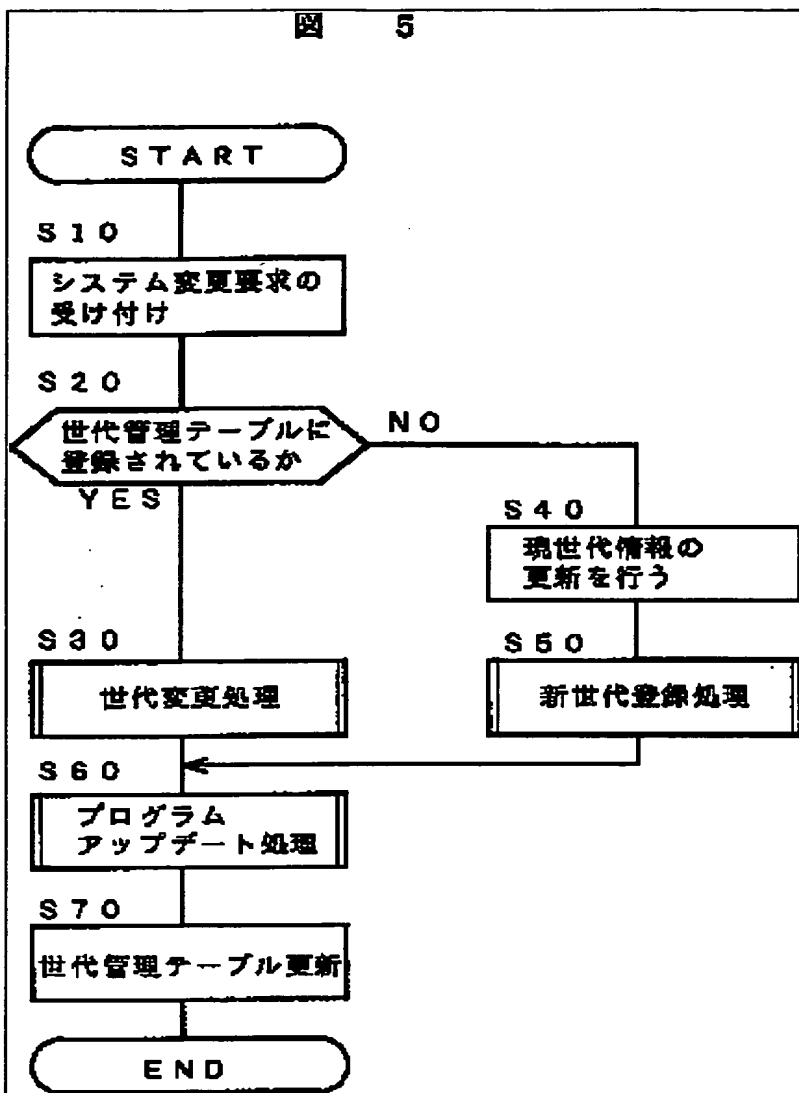 図 5
START
S10
システム変更要求の
受け付け
S20
世代管理テーブルに
登録されているか
NO
YES
S40
現世代情報の
更新を行う
S30
世代変更処理
S50
新世代登録処理
S60
プログラム
アップデート処理
S70
世代管理テーブル更新
END